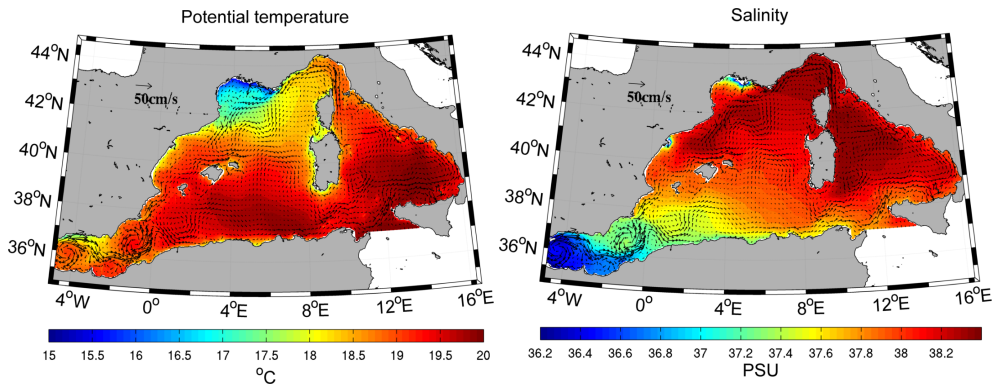 Potential temperature
44°N
42°N
40°N
38°N
36°N
50cm/s
4°W 0° 4°E 8°E 12°E 16°E
15 15.5 16 16.5 17 17.5 18 18.5 19 19.5 20
°C
Salinity
44°N
42°N
40°N
38°N
36°N
50cm/s
4°W 0° 4°E 8°E 12°E 16°E
36.2 36.4 36.6 36.8 37 37.2 37.4 37.6 37.8 38 38.2
PSU